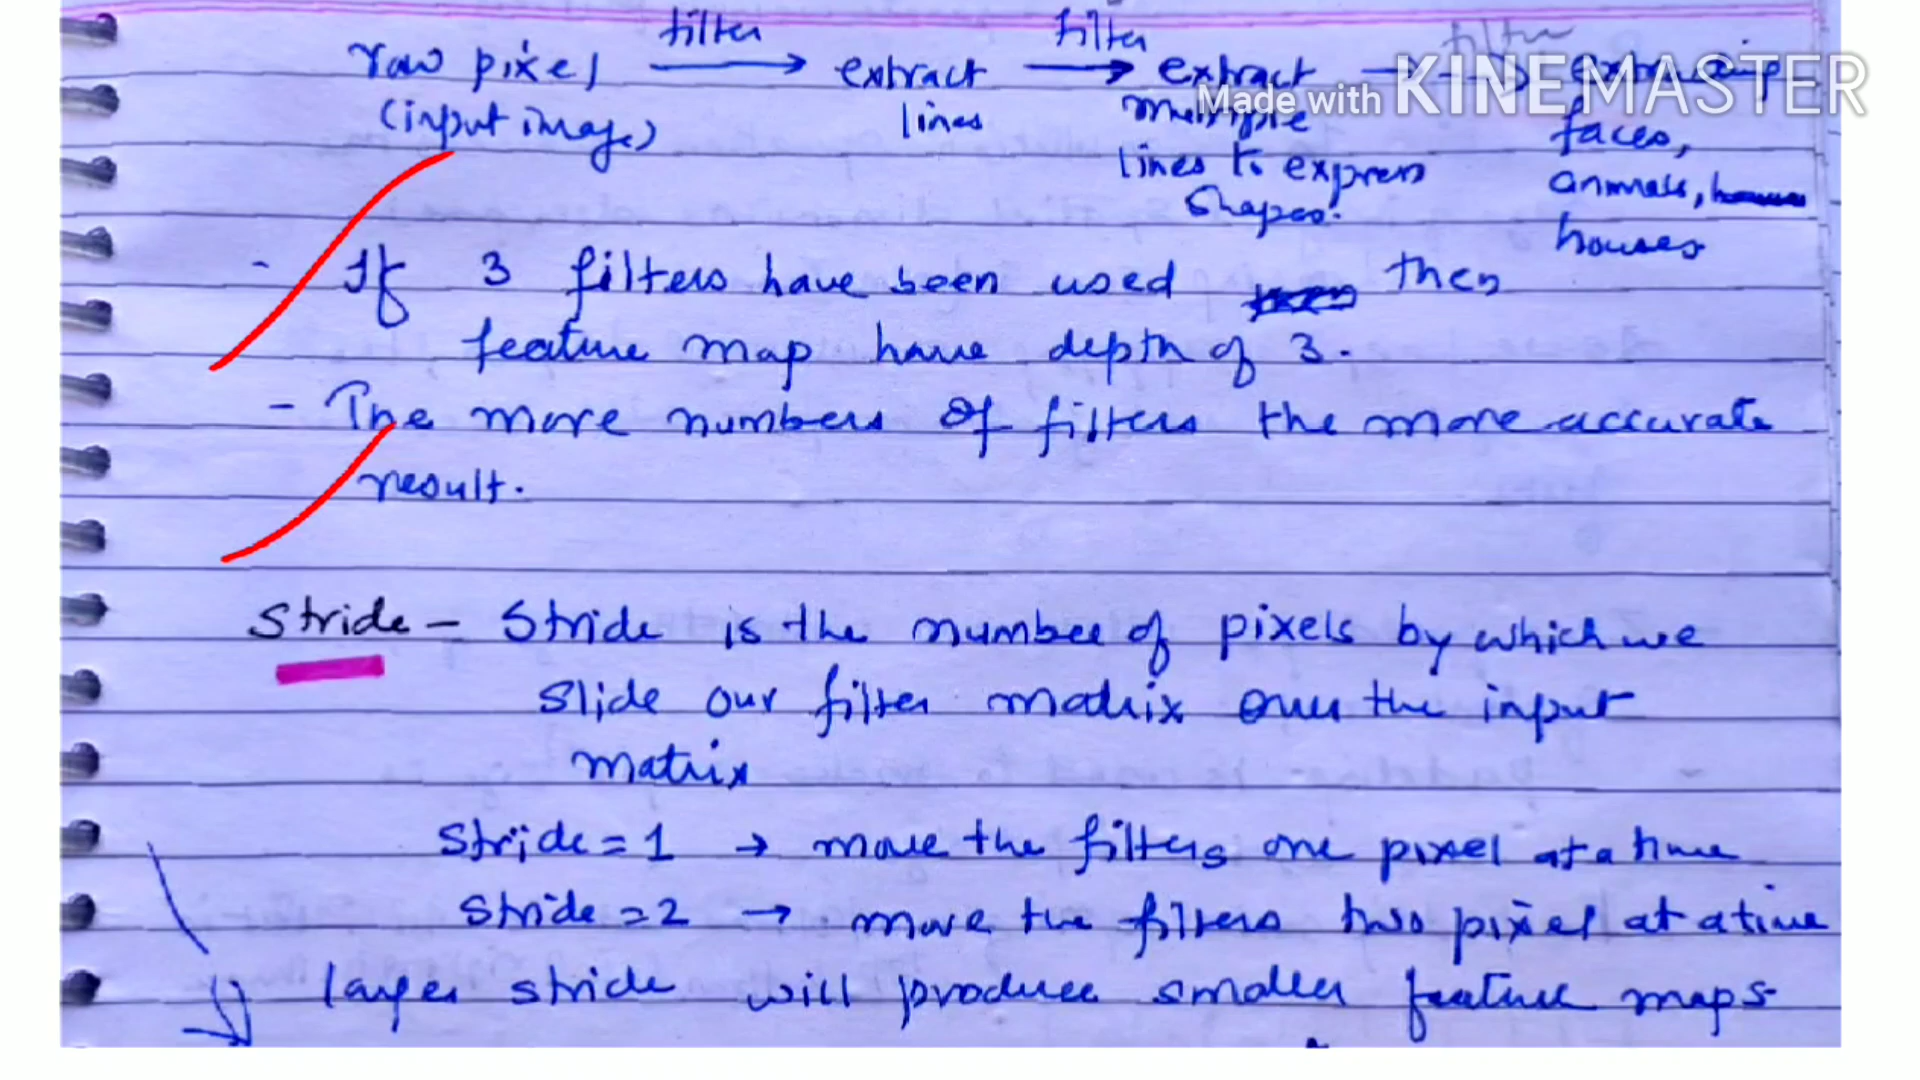 filter filter filter
raw pixel → extract → extract → expressing
(input image) lines multiple faces,
lines to express animals,
shapes. houses
- If 3 filters have been used then
feature map have depth of 3.
- The more numbers of filters the more accurate
result.
Stride - Stride is the number of pixels by which we
slide our filter matrix over the input
matrix
Stride = 1 → move the filters one pixel at a time
Stride = 2 → move the filters two pixel at a time
larger stride will produce smaller feature maps
Made with KINEMASTER